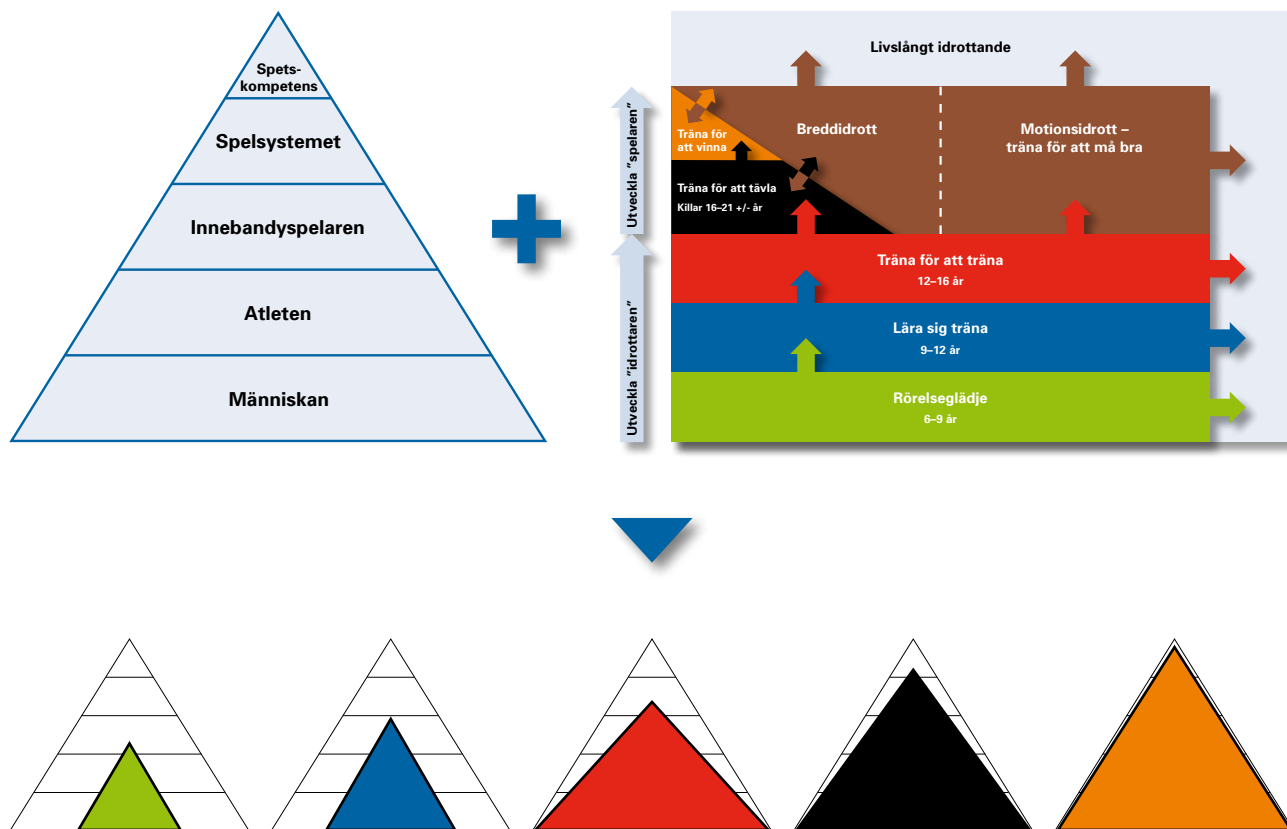 Spets-
kompetens
Spelsystemet
Innebandyspelaren
Atleten
Människan
Utveckla ”spelaren”
Utveckla ”idrottaren”
Livslångt idrottande
Träna för
att vinna
Breddidrott
Motionsidrott –
träna för att må bra
Träna för att tävla
Killar 16–21 +/- år
Träna för att träna
12–16 år
Lära sig träna
9–12 år
Rörelseglädje
6–9 år